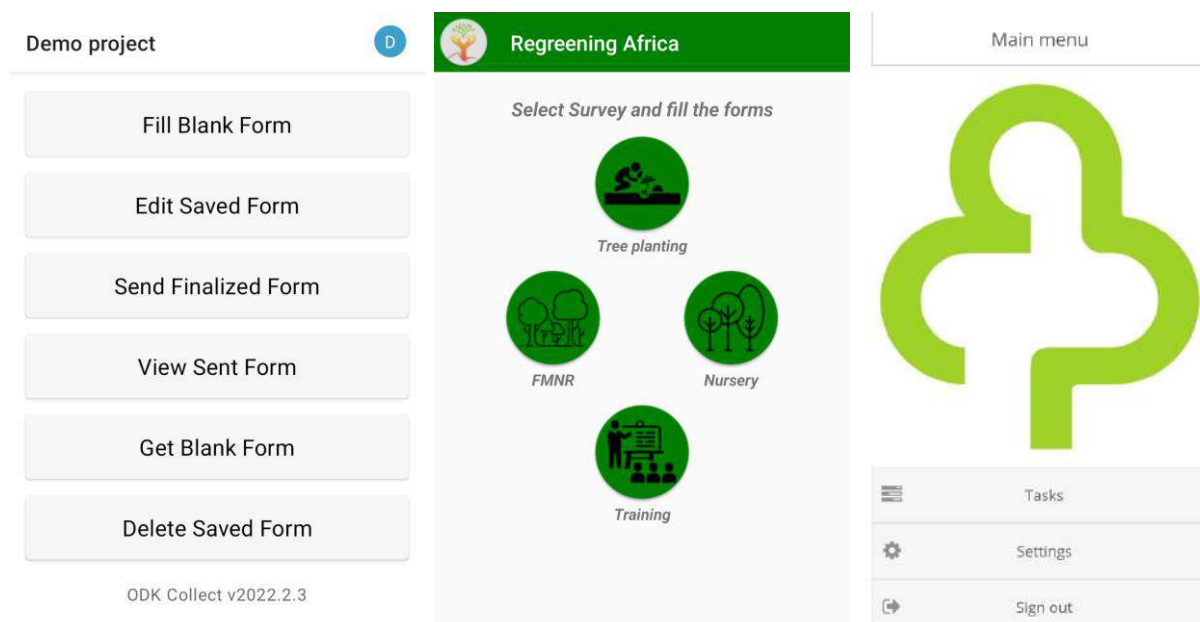 Demo project
D
Fill Blank Form
Edit Saved Form
Send Finalized Form
View Sent Form
Get Blank Form
Delete Saved Form
ODK Collect v2022.2.3
Regreening Africa
Select Survey and fill the forms
Tree planting
FMNR
Nursery
Training
Main menu
Tasks
Settings
Sign out